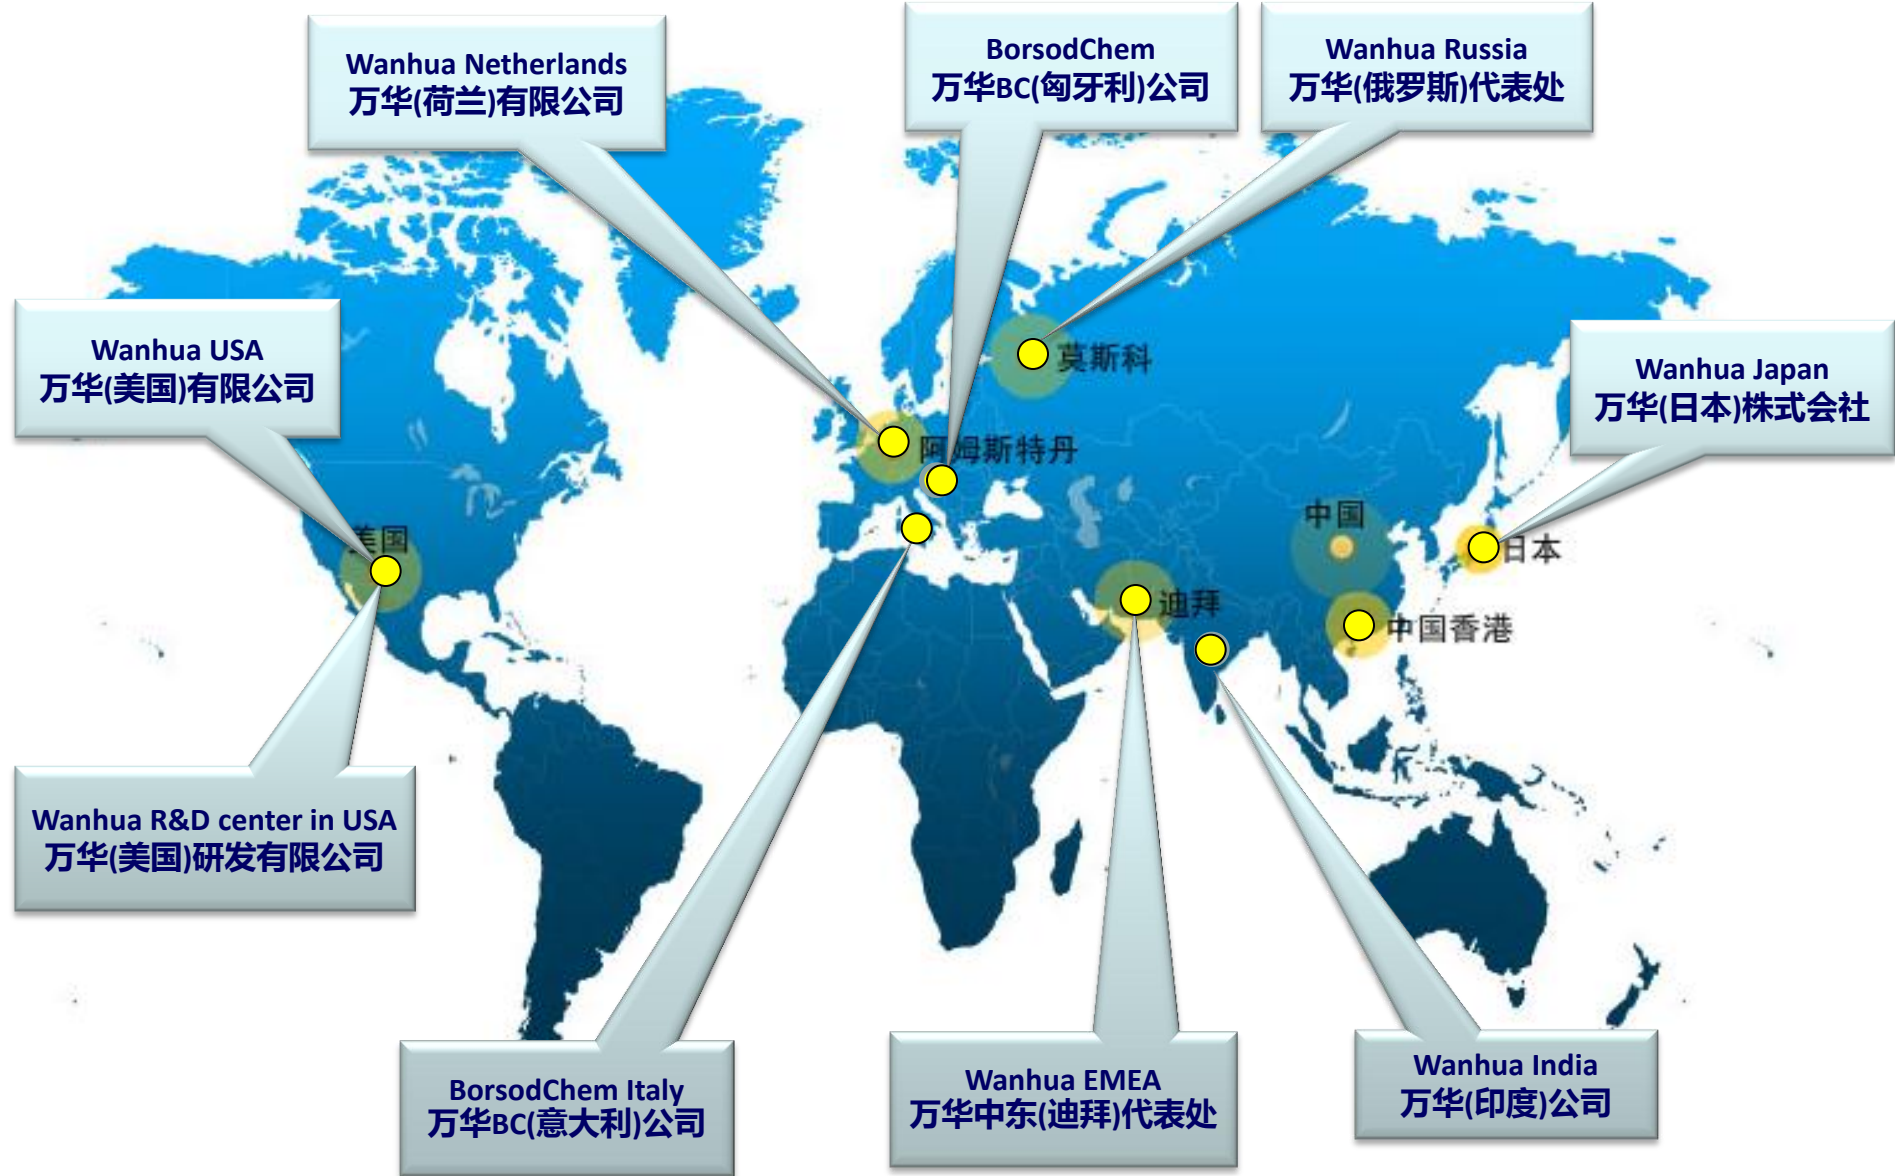 Wanhua Netherlands
万华(荷兰)有限公司
BorsodChem
万华BC(匈牙利)公司
Wanhua Russia
万华(俄罗斯)代表处
Wanhua USA
万华(美国)有限公司
Wanhua Japan
万华(日本)株式会社
莫斯科
阿姆斯特丹
美国
中国
日本
迪拜
中国香港
Wanhua R&D center in USA
万华(美国)研发有限公司
BorsodChem Italy
万华BC(意大利)公司
Wanhua EMEA
万华中东(迪拜)代表处
Wanhua India
万华(印度)公司